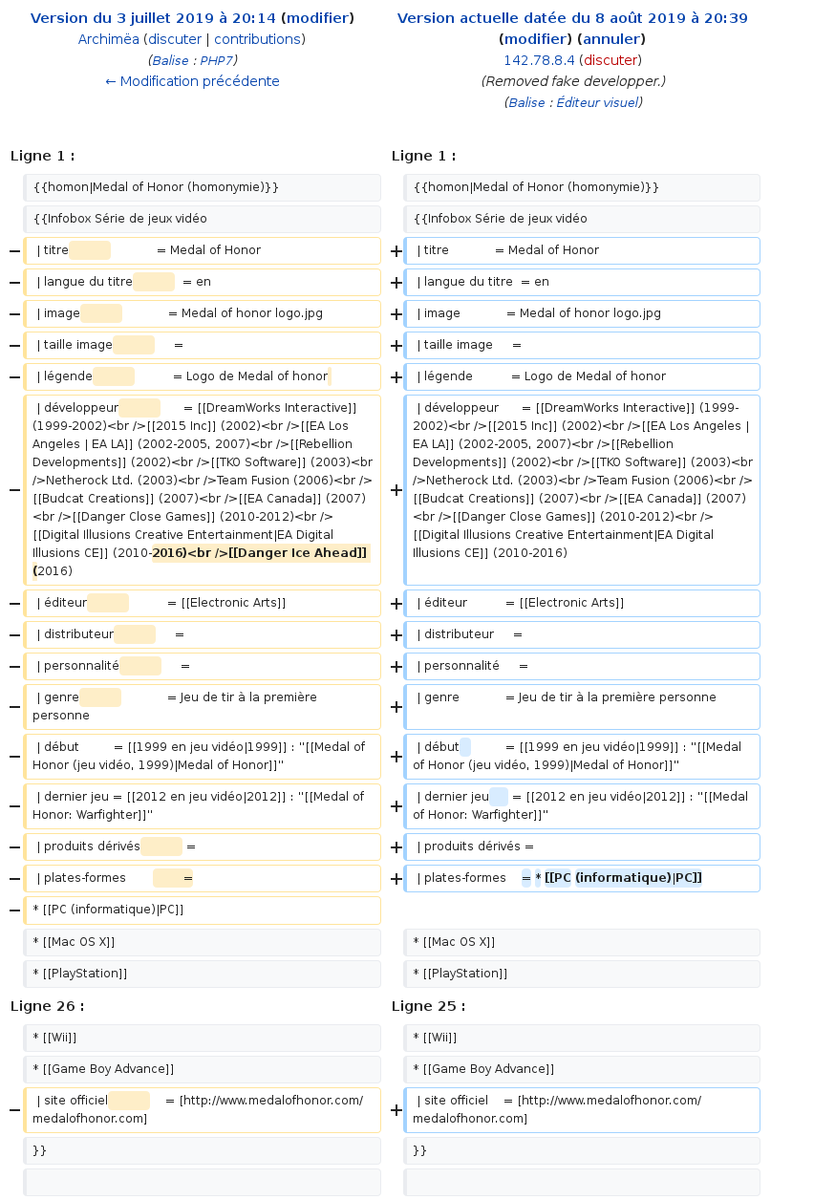 Version du 3 juillet 2019 à 20:14 (modifier)
Archimëa (discuter | contributions)
(Balise : PHP7)
← Modification précédente
Version actuelle datée du 8 août 2019 à 20:39
(modifier) (annuler)
142.78.8.4 (discuter)
(Removed fake developper.)
(Balise : Éditeur visuel)
Ligne 1 :
Ligne 1 :
{{homon|Medal of Honor (homonymie)}}
{{homon|Medal of Honor (homonymie)}}
{{Infobox Série de jeux vidéo
{{Infobox Série de jeux vidéo
− | titre = Medal of Honor
+ | titre = Medal of Honor
− | langue du titre = en
+ | langue du titre = en
− | image = Medal of honor logo.jpg
+ | image = Medal of honor logo.jpg
− | taille image =
+ | taille image =
− | légende = Logo de Medal of honor
+ | légende = Logo de Medal of honor
− | développeur = [[DreamWorks Interactive]]
(1999-2002)<br />[[2015 Inc]] (2002)<br />[[EA Los
Angeles | EA LA]] (2002-2005, 2007)<br />[[Rebellion
Developments]] (2002)<br />[[TKO Software]] (2003)<br
/>Netherock Ltd. (2003)<br />Team Fusion (2006)<br />
[[Budcat Creations]] (2007)<br />[[EA Canada]] (2007)
<br />[[Danger Close Games]] (2010-2012)<br />
[[Digital Illusions Creative Entertainment|EA Digital
Illusions CE]] (2010-2016)<br />[[Danger Ice Ahead]]
(2016)
+ | développeur = [[DreamWorks Interactive]] (1999-
2002)<br />[[2015 Inc]] (2002)<br />[[EA Los Angeles |
EA LA]] (2002-2005, 2007)<br />[[Rebellion
Developments]] (2002)<br />[[TKO Software]] (2003)<br
/>Netherock Ltd. (2003)<br />Team Fusion (2006)<br />
[[Budcat Creations]] (2007)<br />[[EA Canada]] (2007)
<br />[[Danger Close Games]] (2010-2012)<br />
[[Digital Illusions Creative Entertainment|EA Digital
Illusions CE]] (2010-2016)
− | éditeur = [[Electronic Arts]]
+ | éditeur = [[Electronic Arts]]
− | distributeur =
+ | distributeur =
− | personnalité =
+ | personnalité =
− | genre = Jeu de tir à la première
personne
+ | genre = Jeu de tir à la première personne
− | début = [[1999 en jeu vidéo|1999]] : "[[Medal of
Honor (jeu vidéo, 1999)|Medal of Honor]]"
+ | début = [[1999 en jeu vidéo|1999]] : "[[Medal
of Honor (jeu vidéo, 1999)|Medal of Honor]]"
− | dernier jeu = [[2012 en jeu vidéo|2012]] : "[[Medal of
Honor: Warfighter]]"
+ | dernier jeu = [[2012 en jeu vidéo|2012]] : "[[Medal
of Honor: Warfighter]]"
− | produits dérivés =
+ | produits dérivés =
− | plates-formes =
+ | plates-formes = * [[PC (informatique)|PC]]
− * [[PC (informatique)|PC]]
* [[Mac OS X]]
* [[Mac OS X]]
* [[PlayStation]]
* [[PlayStation]]
Ligne 26 :
Ligne 25 :
* [[Wii]]
* [[Wii]]
* [[Game Boy Advance]]
* [[Game Boy Advance]]
− | site officiel = [http://www.medalofhonor.com/
medalofhonor.com]
+ | site officiel = [http://www.medalofhonor.com/
medalofhonor.com]
}}
}}